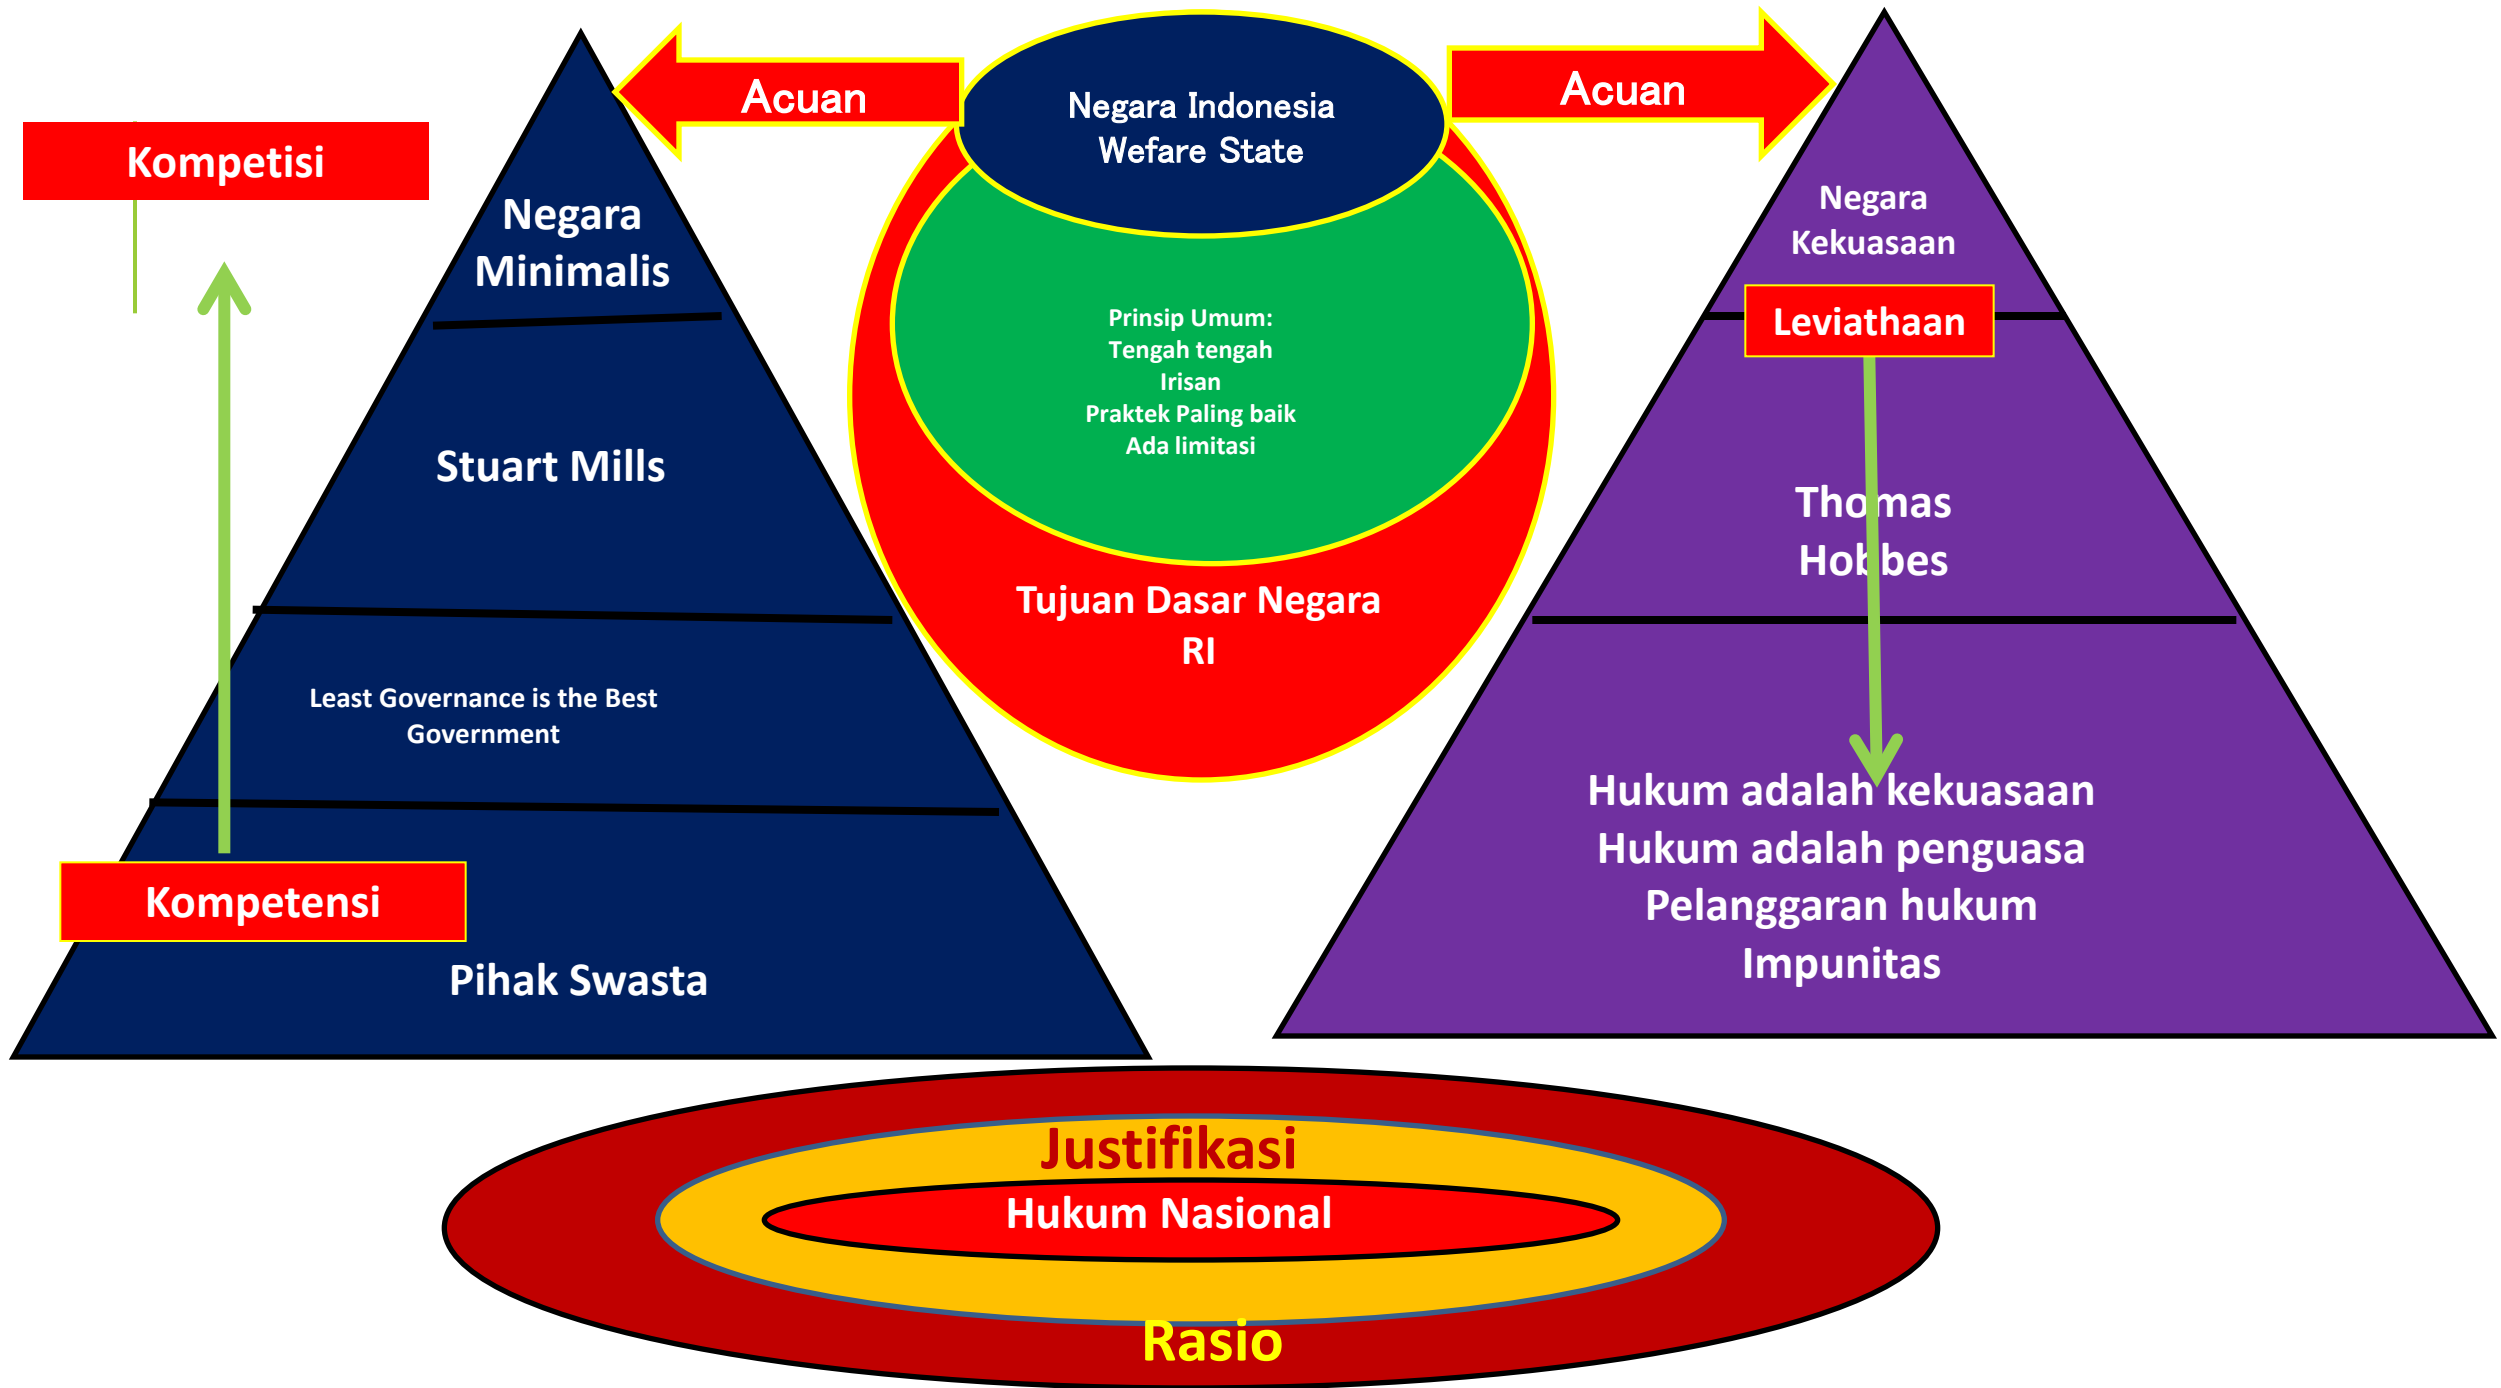 Kompetisi
Negara
Minimalis
Stuart Mills
Least Governance is the Best
Government
Kompetensi
Pihak Swasta
Acuan
Negara Indonesia
Wefare State
Acuan
Prinsip Umum:
Tengah tengah
Irisan
Praktek Paling baik
Ada limitasi
Tujuan Dasar Negara
RI
Negara
Kekuasaan
Leviathaan
Thomas
Hobbes
Hukum adalah kekuasaan
Hukum adalah penguasa
Pelanggaran hukum
Impunitas
Justifikasi
Hukum Nasional
Rasio